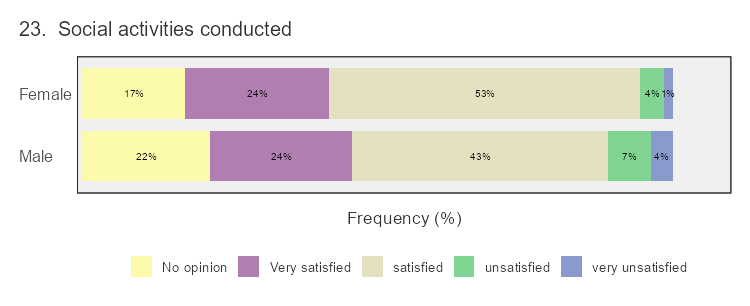 23. Social activities conducted
Female 17% 24% 53% 4% 1%
Male 22% 24% 43% 7% 4%
Frequency (%)
No opinion Very satisfied satisfied unsatisfied very unsatisfied